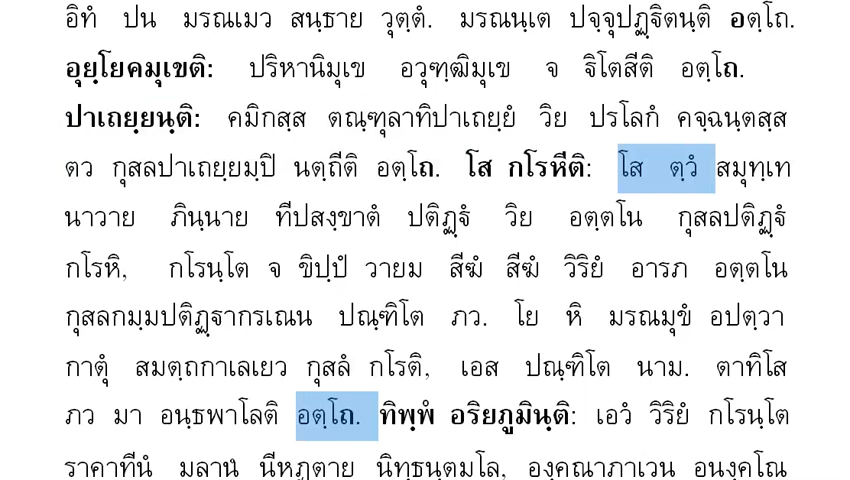 อิทํ ปน มรณเมว สนฺธาย วุตฺตํ. มรณนฺเต ปจฺจุปฏฺฐิตนฺติ อตฺโถ.
อุยฺโยคมุเขติ: ปริหานิมุเข อวุฑฺฒิมุเข จ ฐิโตสีติ อตฺโถ.
ปาเถยฺยนฺติ: คมิกสฺส ตณฺฑุลาทิปาเถยฺยํ วิย ปรโลกํ คจฺฉนฺตสฺส
ตว กุสลปาเถยฺยมฺปิ นตฺถีติ อตฺโถ. โส กโรหีติ: โส ตฺวํ สมุทฺเท
นาวาย ภินฺนาย ทีปสงฺขาตํ ปติฏฺฐํ วิย อตฺตโน กุสลปติฏฺฐํ
กโรหิ, กโรนฺโต จ ขิปฺปํ วายม สีฆํ สีฆํ วิริยํ อารภ อตฺตโน
กุสลกมฺมปติฏฺฐากรเณน ปณฺฑิโต ภว. โย หิ มรณมุขํ อปตฺวา
กาตุํ สมตฺถกาเลเยว กุสลํ กโรติ, เอส ปณฺฑิโต นาม. ตาทิโส
ภว มา อนฺธพาโลติ อตฺโถ. ทิพฺพํ อริยภูมินฺติ: เอวํ วิริยํ กโรนฺโต
ราคาทีนํ มลานํ นีหฏตาย นิทฺธนฺตมโล, องฺคณาภาเวน อนงฺคโณ